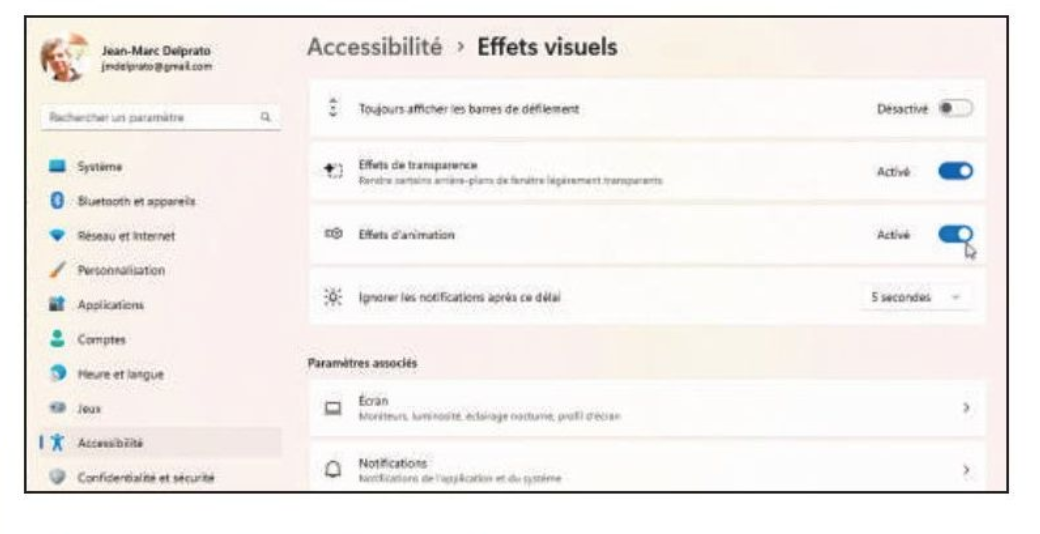 Jean-Marc Delprato
jmdelprato@gmail.com
Rechercher un paramètre
Système
Bluetooth et appareils
Réseau et Internet
Personnalisation
Applications
Comptes
Heure et langue
Jeux
Accessibilité
Confidentialité et sécurité
Accessibilité > Effets visuels
Toujours afficher les barres de défilement
Désactivé
Effets de transparence
Activé
Rendre certains arrière-plans de fenêtre légèrement transparents
Effets d'animation
Activé
Ignorer les notifications après ce délai
5 secondes
Paramètres associés
Écran
Moniteurs, luminosité, éclairage nocturne, profil d'écran
Notifications
Notifications de l'application et du système